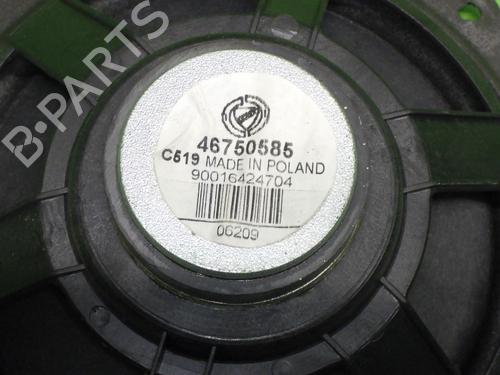 46750585
C519 MADE IN POLAND
90016424704
06209
B-PARTS